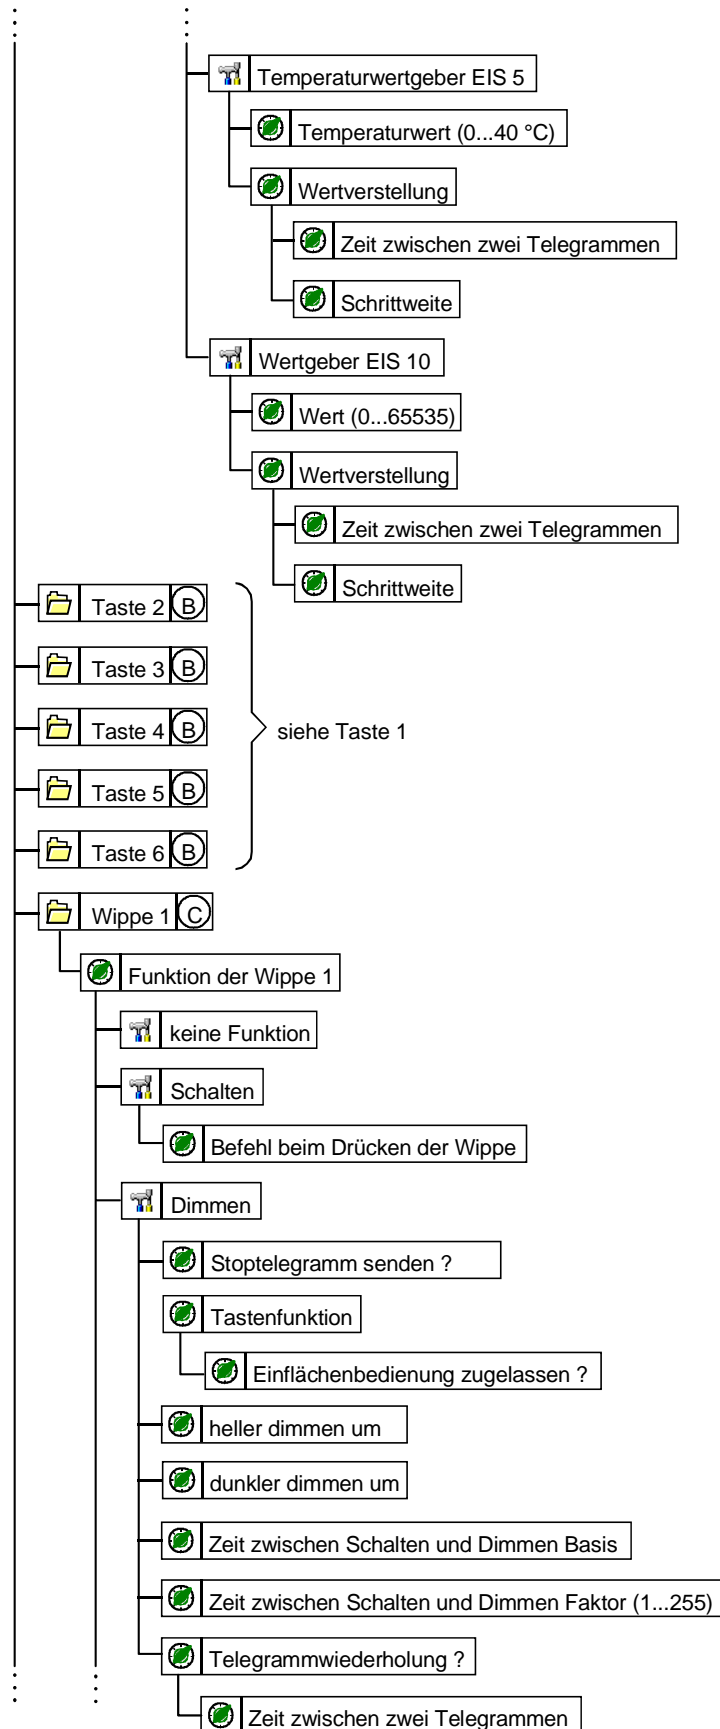 Temperaturwertgeber EIS 5
Temperaturwert (0...40 °C)
Wertverstellung
Zeit zwischen zwei Telegrammen
Schrittweite
Wertgeber EIS 10
Wert (0...65535)
Wertverstellung
Zeit zwischen zwei Telegrammen
Schrittweite
Taste 2 B
Taste 3 B
siehe Taste 1
Taste 4 B
Taste 5 B
Taste 6 B
Wippe 1 C
Funktion der Wippe 1
keine Funktion
Schalten
Befehl beim Drücken der Wippe
Dimmen
Stoptelegramm senden ?
Tastenfunktion
Einflächenbedienung zugelassen ?
heller dimmen um
dunkler dimmen um
Zeit zwischen Schalten und Dimmen Basis
Zeit zwischen Schalten und Dimmen Faktor (1...255)
Telegrammwiederholung ?
Zeit zwischen zwei Telegrammen